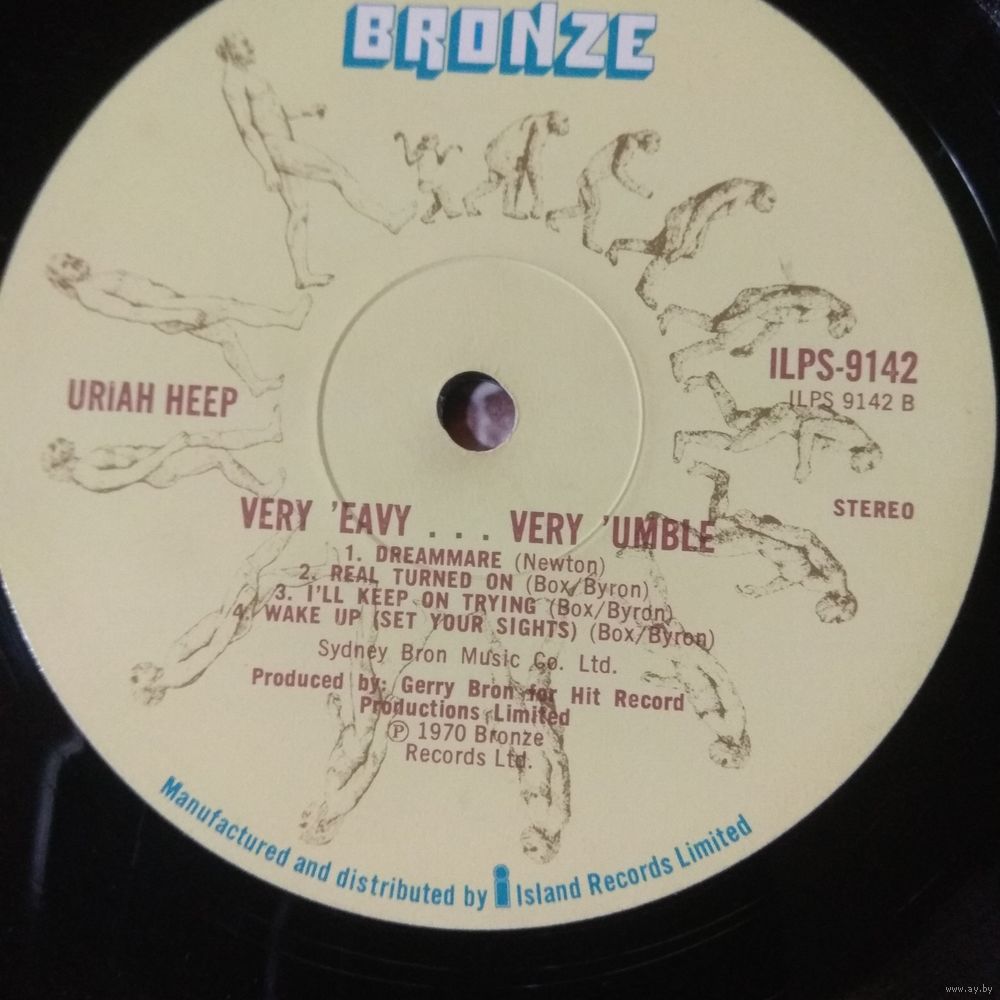 BRONZE
ILPS-9142
ILPS 9142 B
URIAH HEEP
STEREO
VERY 'EAVY . . . VERY 'UMBLE
1. DREAMMARE (Newton)
2. REAL TURNED ON (Box/Byron)
3. I'LL KEEP ON TRYING (Box/Byron)
4. WAKE UP (SET YOUR SIGHTS) (Box/Byron)
Sydney Bron Music Co. Ltd.
Produced by: Gerry Bron for Hit Record
Productions Limited
℗ 1970 Bronze
Records Ltd.
Manufactured and distributed by i Island Records Limited
www.ay.by